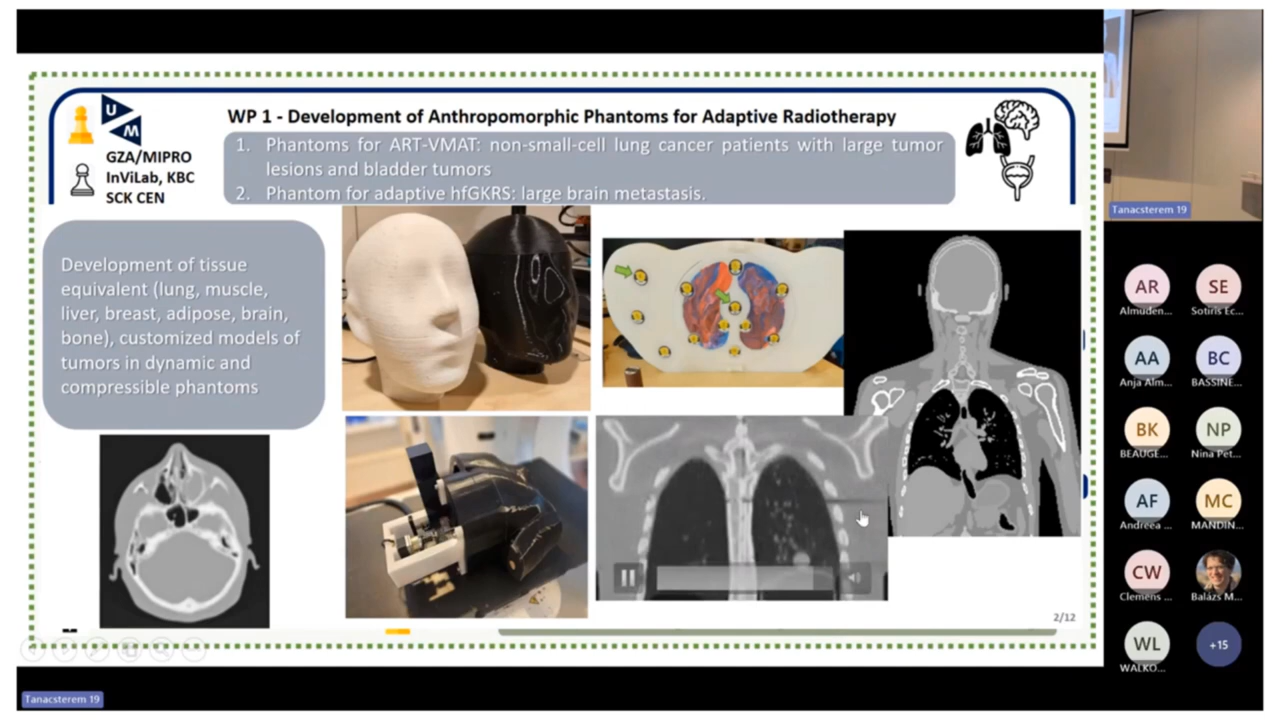 U
M
GZA/MIPRO
InViLab, KBC
SCK CEN
WP 1 - Development of Anthropomorphic Phantoms for Adaptive Radiotherapy
1. Phantoms for ART-VMAT: non-small-cell lung cancer patients with large tumor
lesions and bladder tumors
2. Phantom for adaptive hfGKRS: large brain metastasis.
Development of tissue
equivalent (lung, muscle,
liver, breast, adipose, brain,
bone), customized models of
tumors in dynamic and
compressible phantoms
2/12
Tanacsterem 19
Tanacsterem 19
AR
Almuden...
SE
Sotiris Ec...
AA
Anja Alm...
BC
BASSINE...
BK
BEAUGE...
NP
Nina Pet...
AF
Andreea ...
MC
MANDIN...
CW
Clemens ...
Balázs M...
WL
WALKO...
+15